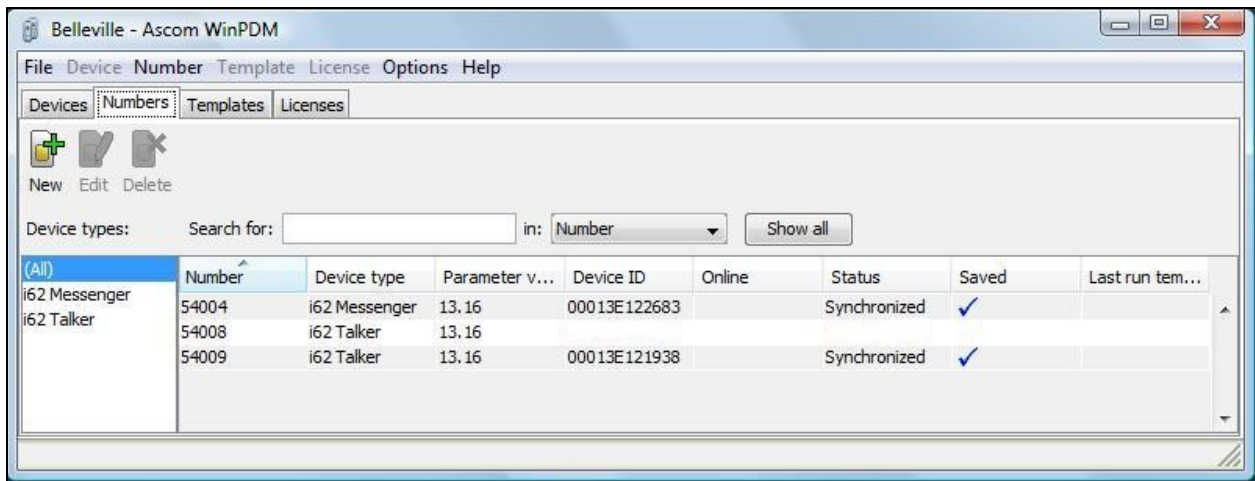 Belleville - Ascom WinPDM
File Device Number Template License Options Help
Devices Numbers Templates Licenses
New Edit Delete
Device types: Search for: in: Number Show all
(All)
i62 Messenger
i62 Talker
Number Device type Parameter v... Device ID Online Status Saved Last run tem...
54004 i62 Messenger 13.16 00013E122683 Synchronized
54008 i62 Talker 13.16
54009 i62 Talker 13.16 00013E121938 Synchronized